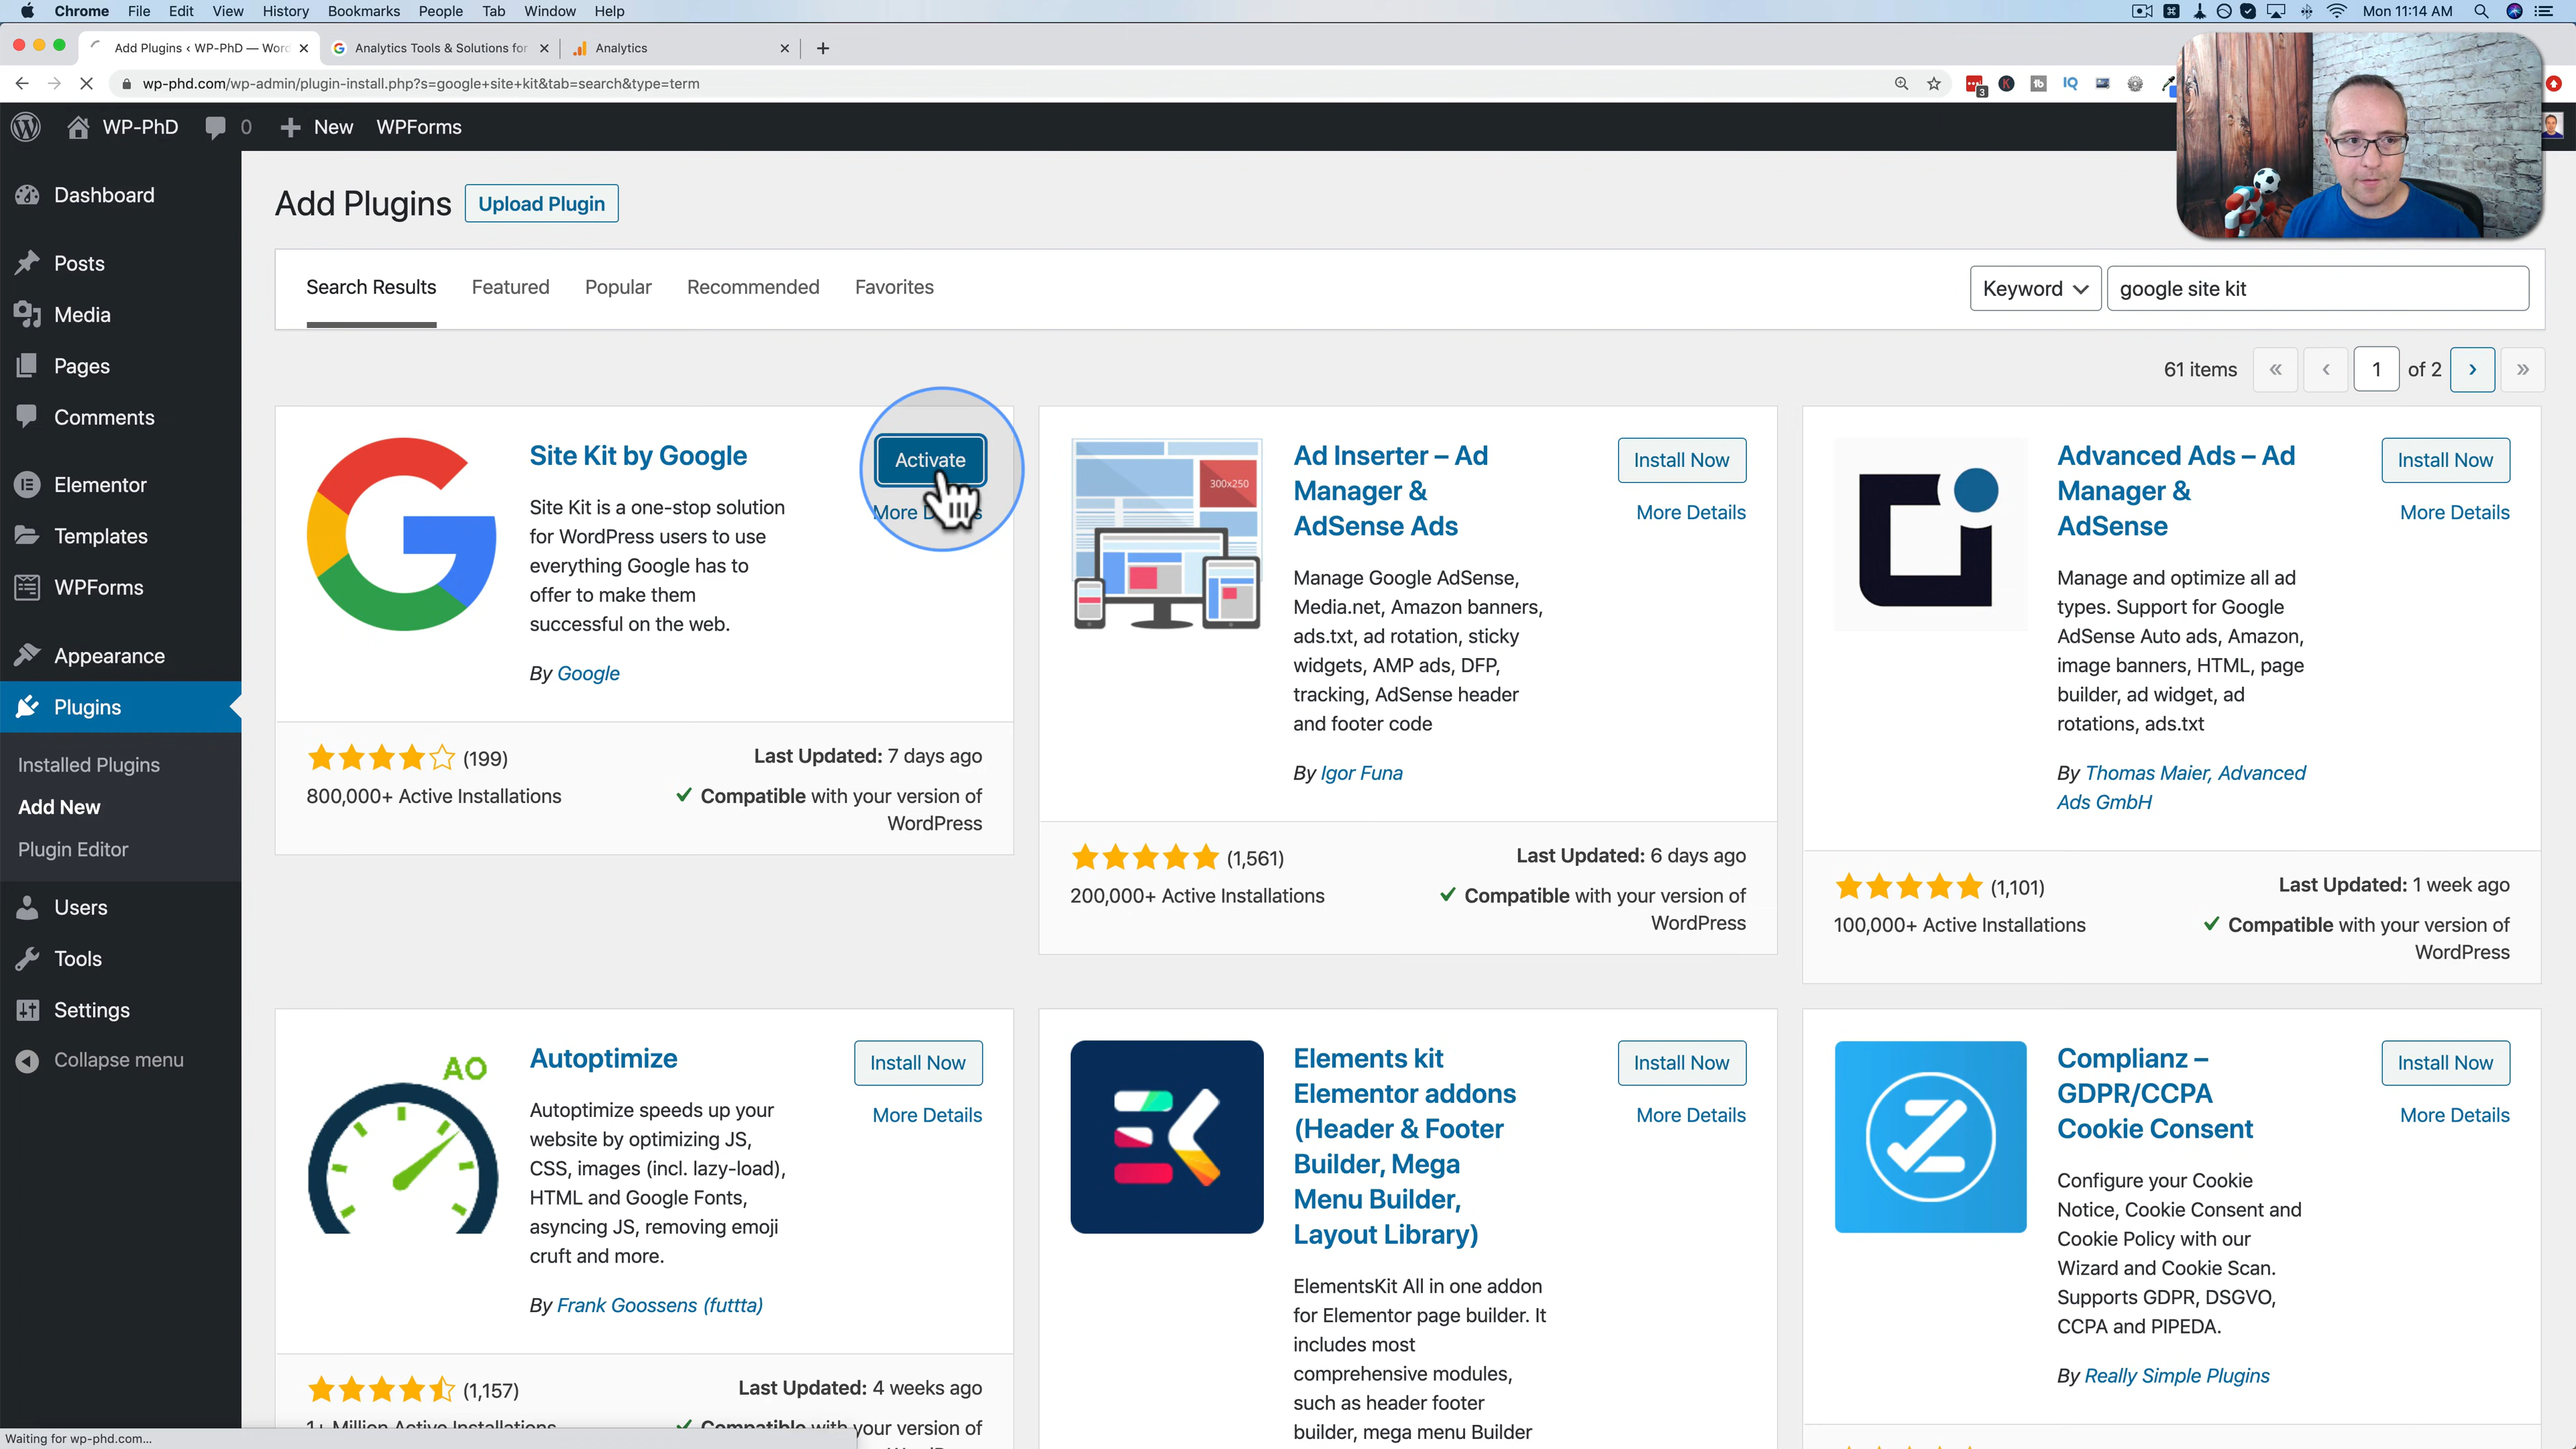 Chrome File Edit View History Bookmarks People Tab Window Help Mon 11:14 AM
Add Plugins ‹ WP-PhD — Word Analytics Tools & Solutions for Analytics
wp-phd.com/wp-admin/plugin-install.php?s=google+site+kit&tab=search&type=term
3 K tb IQ
WP-PhD 0 New WPForms
Dashboard
Posts
Media
Pages
Comments
Elementor
Templates
WPForms
Appearance
Plugins
Installed Plugins
Add New
Plugin Editor
Users
Tools
Settings
Collapse menu
Add Plugins Upload Plugin
Search Results Featured Popular Recommended Favorites Keyword google site kit
61 items « ‹ 1 of 2 › »
Site Kit by Google
Activate
More
Site Kit is a one-stop solution
for WordPress users to use
everything Google has to
offer to make them
successful on the web.
By Google
(199)
Last Updated: 7 days ago
800,000+ Active Installations
Compatible with your version of
WordPress
300x250
Ad Inserter – Ad
Manager &
AdSense Ads
Install Now
More Details
Manage Google AdSense,
Media.net, Amazon banners,
ads.txt, ad rotation, sticky
widgets, AMP ads, DFP,
tracking, AdSense header
and footer code
By Igor Funa
(1,561)
Last Updated: 6 days ago
200,000+ Active Installations
Compatible with your version of
WordPress
Advanced Ads – Ad
Manager &
AdSense
Install Now
More Details
Manage and optimize all ad
types. Support for Google
AdSense Auto ads, Amazon,
image banners, HTML, page
builder, ad widget, ad
rotations, ads.txt
By Thomas Maier, Advanced
Ads GmbH
(1,101)
Last Updated: 1 week ago
100,000+ Active Installations
Compatible with your version of
WordPress
AO
Autoptimize
Install Now
More Details
Autoptimize speeds up your
website by optimizing JS,
CSS, images (incl. lazy-load),
HTML and Google Fonts,
asyncing JS, removing emoji
cruft and more.
By Frank Goossens (futtta)
(1,157)
Last Updated: 4 weeks ago
1+ Million Active Installations
Compatible with your version of
Elements kit
Elementor addons
(Header & Footer
Builder, Mega
Menu Builder,
Layout Library)
Install Now
More Details
ElementsKit All in one addon
for Elementor page builder. It
includes most
comprehensive modules,
such as header footer
builder, mega menu Builder
Complianz –
GDPR/CCPA
Cookie Consent
Install Now
More Details
Configure your Cookie
Notice, Cookie Consent and
Cookie Policy with our
Wizard and Cookie Scan.
Supports GDPR, DSGVO,
CCPA and PIPEDA.
By Really Simple Plugins
Waiting for wp-phd.com...